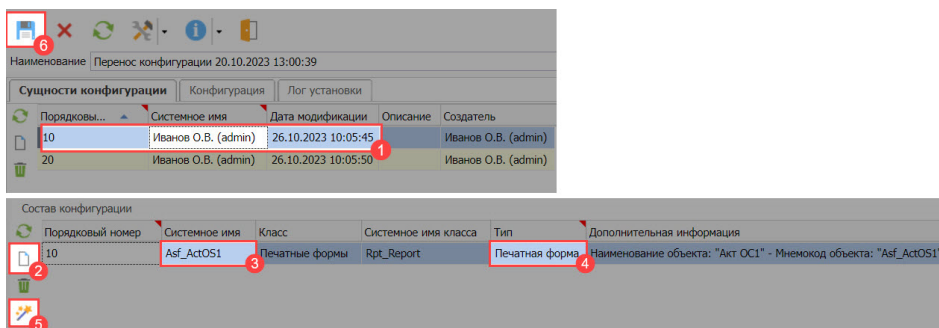 6
Наименование Перенос конфигурации 20.10.2023 13:00:39
Сущности конфигурации Конфигурация Лог установки
Порядковы... Системное имя Дата модификации Описание Создатель
10 Иванов О.В. (admin) 26.10.2023 10:05:45 Иванов О.В. (admin)
1
20 Иванов О.В. (admin) 26.10.2023 10:05:50 Иванов О.В. (admin)
Состав конфигурации
Порядковый номер Системное имя Класс Системное имя класса Тип Дополнительная информация
10 Asf_ActOS1 Печатные формы Rpt_Report Печатная форма Наименование объекта: "Акт ОС1" - Мнемокод объекта: "Asf_ActOS1"
2 3 4
5